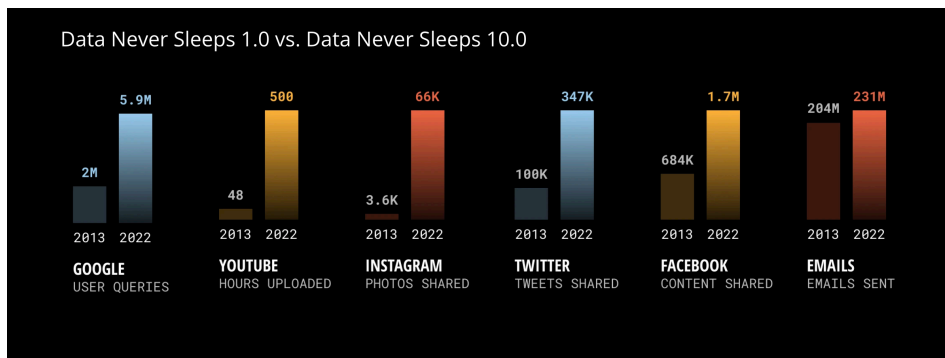 Data Never Sleeps 1.0 vs. Data Never Sleeps 10.0
5.9M 500 66K 347K 1.7M 231M
204M
2M 48 3.6K 100K 684K
2013 2022 2013 2022 2013 2022 2013 2022 2013 2022 2013 2022
GOOGLE YOUTUBE INSTAGRAM TWITTER FACEBOOK EMAILS
USER QUERIES HOURS UPLOADED PHOTOS SHARED TWEETS SHARED CONTENT SHARED EMAILS SENT